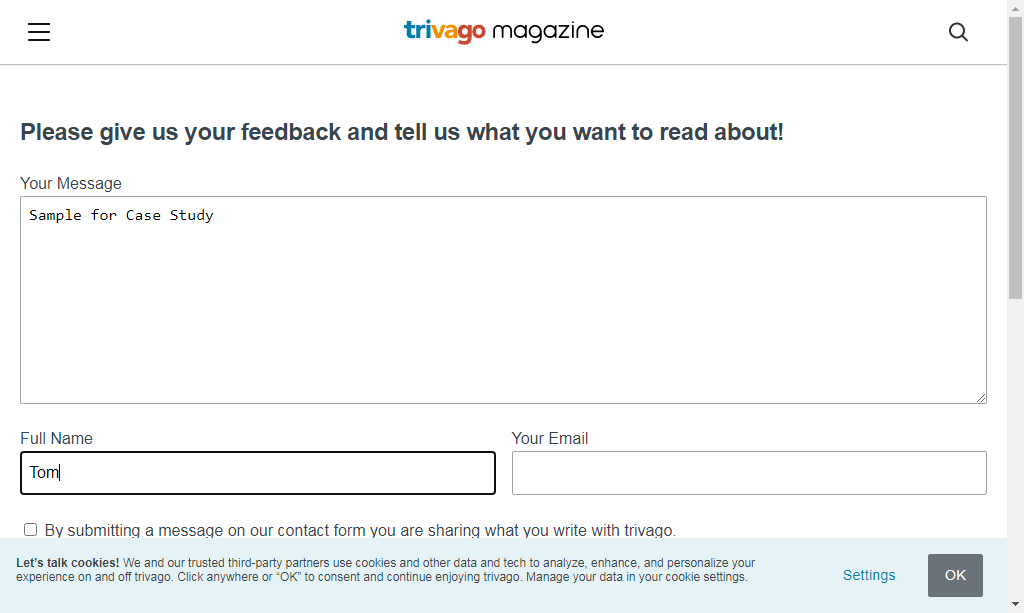 trivago magazine
Please give us your feedback and tell us what you want to read about!
Your Message
Sample for Case Study
Full Name
Your Email
Tom
By submitting a message on our contact form you are sharing what you write with trivago.
Let's talk cookies! We and our trusted third-party partners use cookies and other data and tech to analyze, enhance, and personalize your
experience on and off trivago. Click anywhere or “OK” to consent and continue enjoying trivago. Manage your data in your cookie settings.
Settings
OK